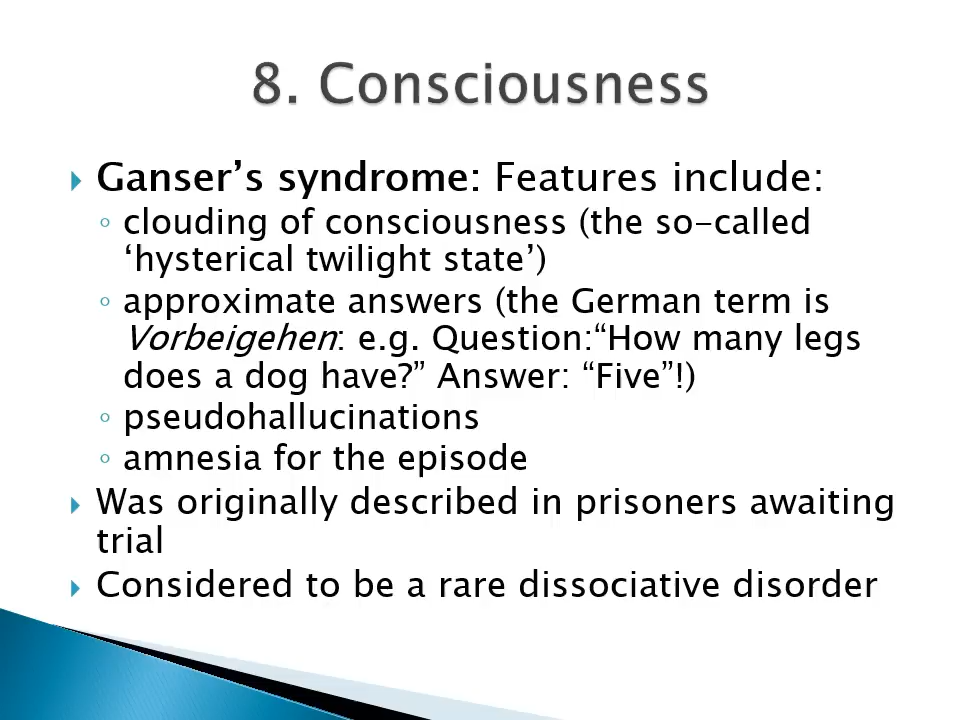 8. Consciousness
Ganser’s syndrome: Features include:
clouding of consciousness (the so-called
‘hysterical twilight state’)
approximate answers (the German term is
Vorbeigehen: e.g. Question:“How many legs
does a dog have?” Answer: “Five”!)
pseudohallucinations
amnesia for the episode
Was originally described in prisoners awaiting
trial
Considered to be a rare dissociative disorder